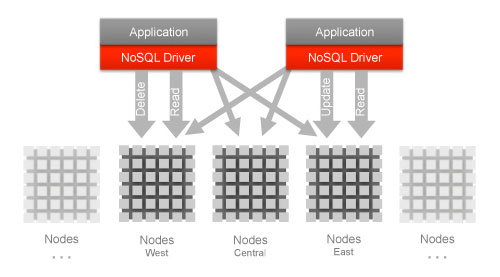 Application
Application
NoSQL Driver
NoSQL Driver
Delete
Read
Update
Read
Nodes
. . .
Nodes
West
Nodes
Central
Nodes
East
Nodes
. . .